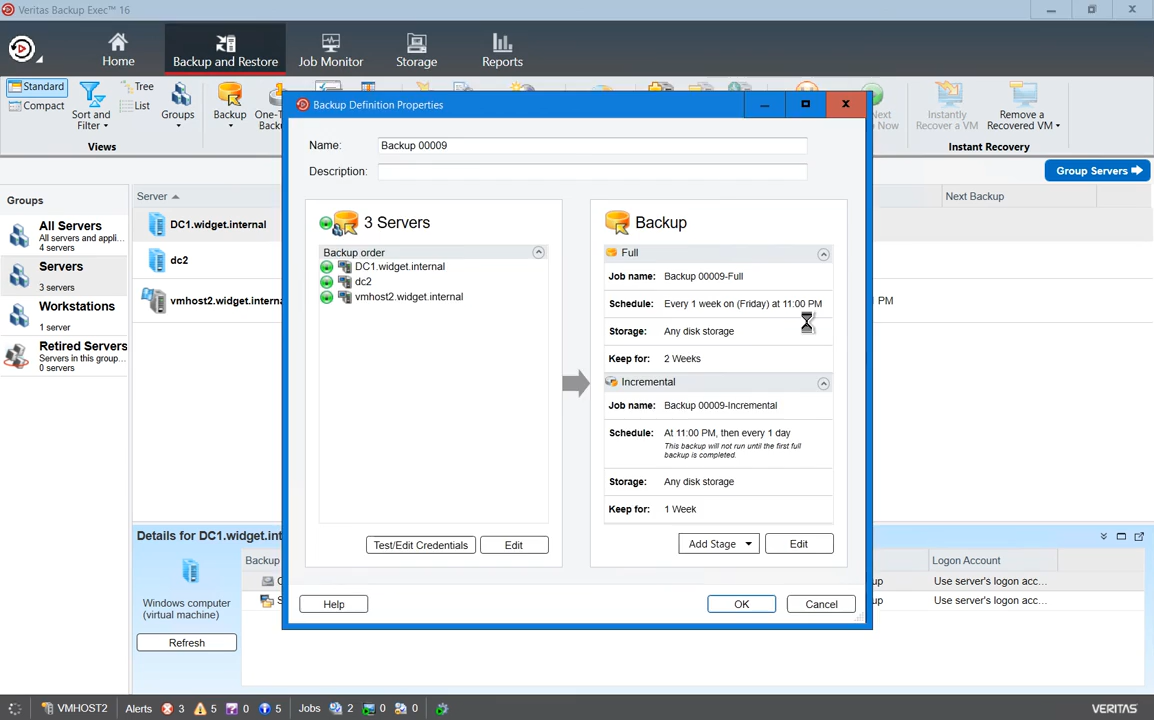 Veritas Backup Exec™ 16
Home
Backup and Restore
Job Monitor
Storage
Reports
Standard
Compact
Sort and
Filter
Tree
List
Groups
Views
Backup
One-T
Back
Next
Now
Instantly
Recover a VM
Remove a
Recovered VM
Instant Recovery
Group Servers
Groups
All Servers
All servers and appli...
4 servers
Servers
3 servers
Workstations
1 server
Retired Servers
Servers in this group...
0 servers
Server
Next Backup
DC1.widget.internal
dc2
vmhost2.widget.interna
PM
Backup Definition Properties
Name:
Backup 00009
Description:
3 Servers
Backup order
DC1.widget.internal
dc2
vmhost2.widget.internal
Test/Edit Credentials
Edit
Backup
Full
Job name: Backup 00009-Full
Schedule: Every 1 week on (Friday) at 11:00 PM
Storage: Any disk storage
Keep for: 2 Weeks
Incremental
Job name: Backup 00009-Incremental
Schedule: At 11:00 PM, then every 1 day
This backup will not run until the first full
backup is completed.
Storage: Any disk storage
Keep for: 1 Week
Add Stage
Edit
Help
OK
Cancel
Details for DC1.widget.int
Windows computer
(virtual machine)
Refresh
Backup
C
S
Logon Account
up
Use server's logon acc...
up
Use server's logon acc...
VMHOST2
Alerts
3
5
0
5
Jobs
2
0
0
VERITAS